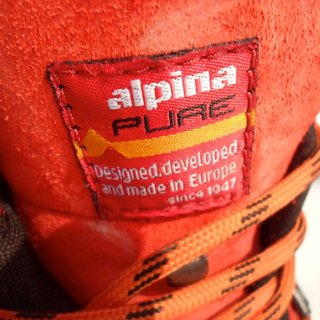 alpina
PURE
Designed, developed
and made in Europe
since 1947